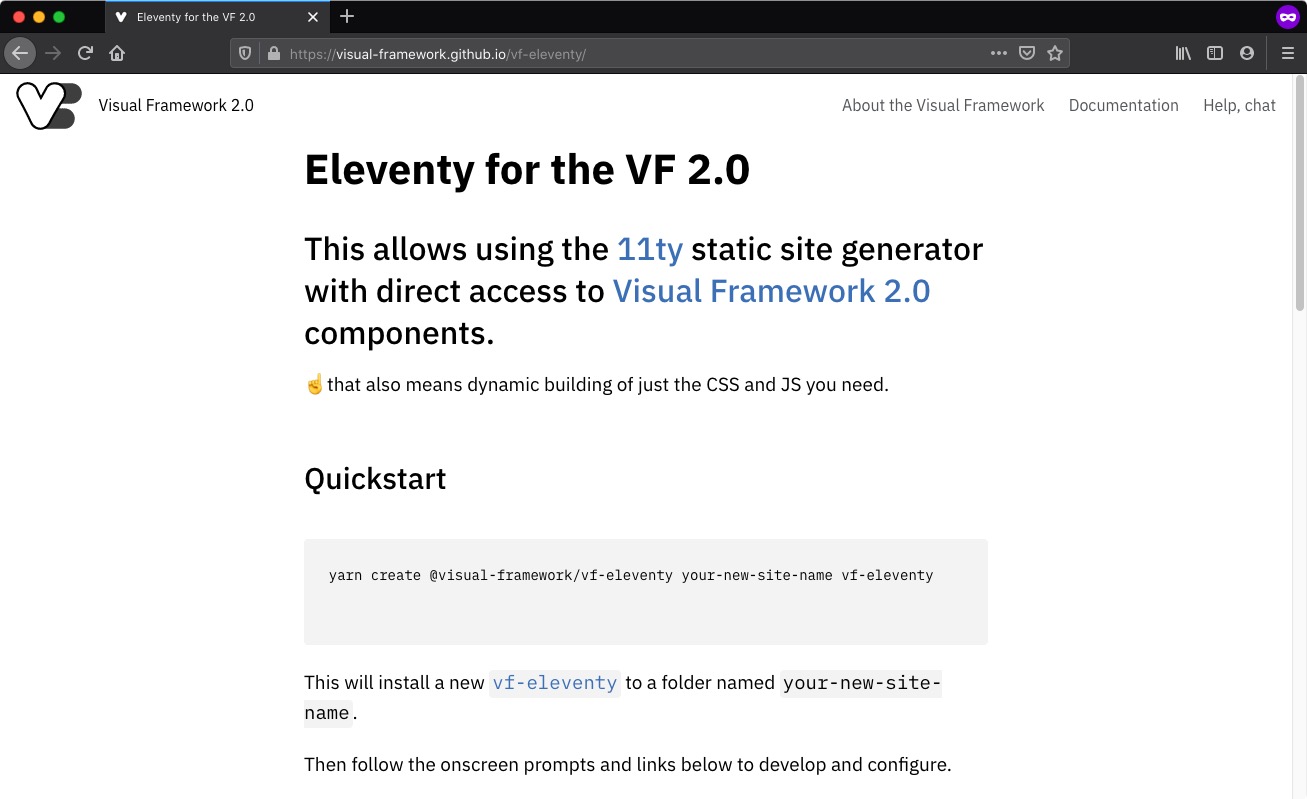 Eleventy for the VF 2.0
https://visual-framework.github.io/vf-eleventy/
Visual Framework 2.0
About the Visual Framework
Documentation
Help, chat
Eleventy for the VF 2.0
This allows using the 11ty static site generator
with direct access to Visual Framework 2.0
components.
☝that also means dynamic building of just the CSS and JS you need.
Quickstart
yarn create @visual-framework/vf-eleventy your-new-site-name vf-eleventy
This will install a new vf-eleventy to a folder named your-new-site-
name.
Then follow the onscreen prompts and links below to develop and configure.